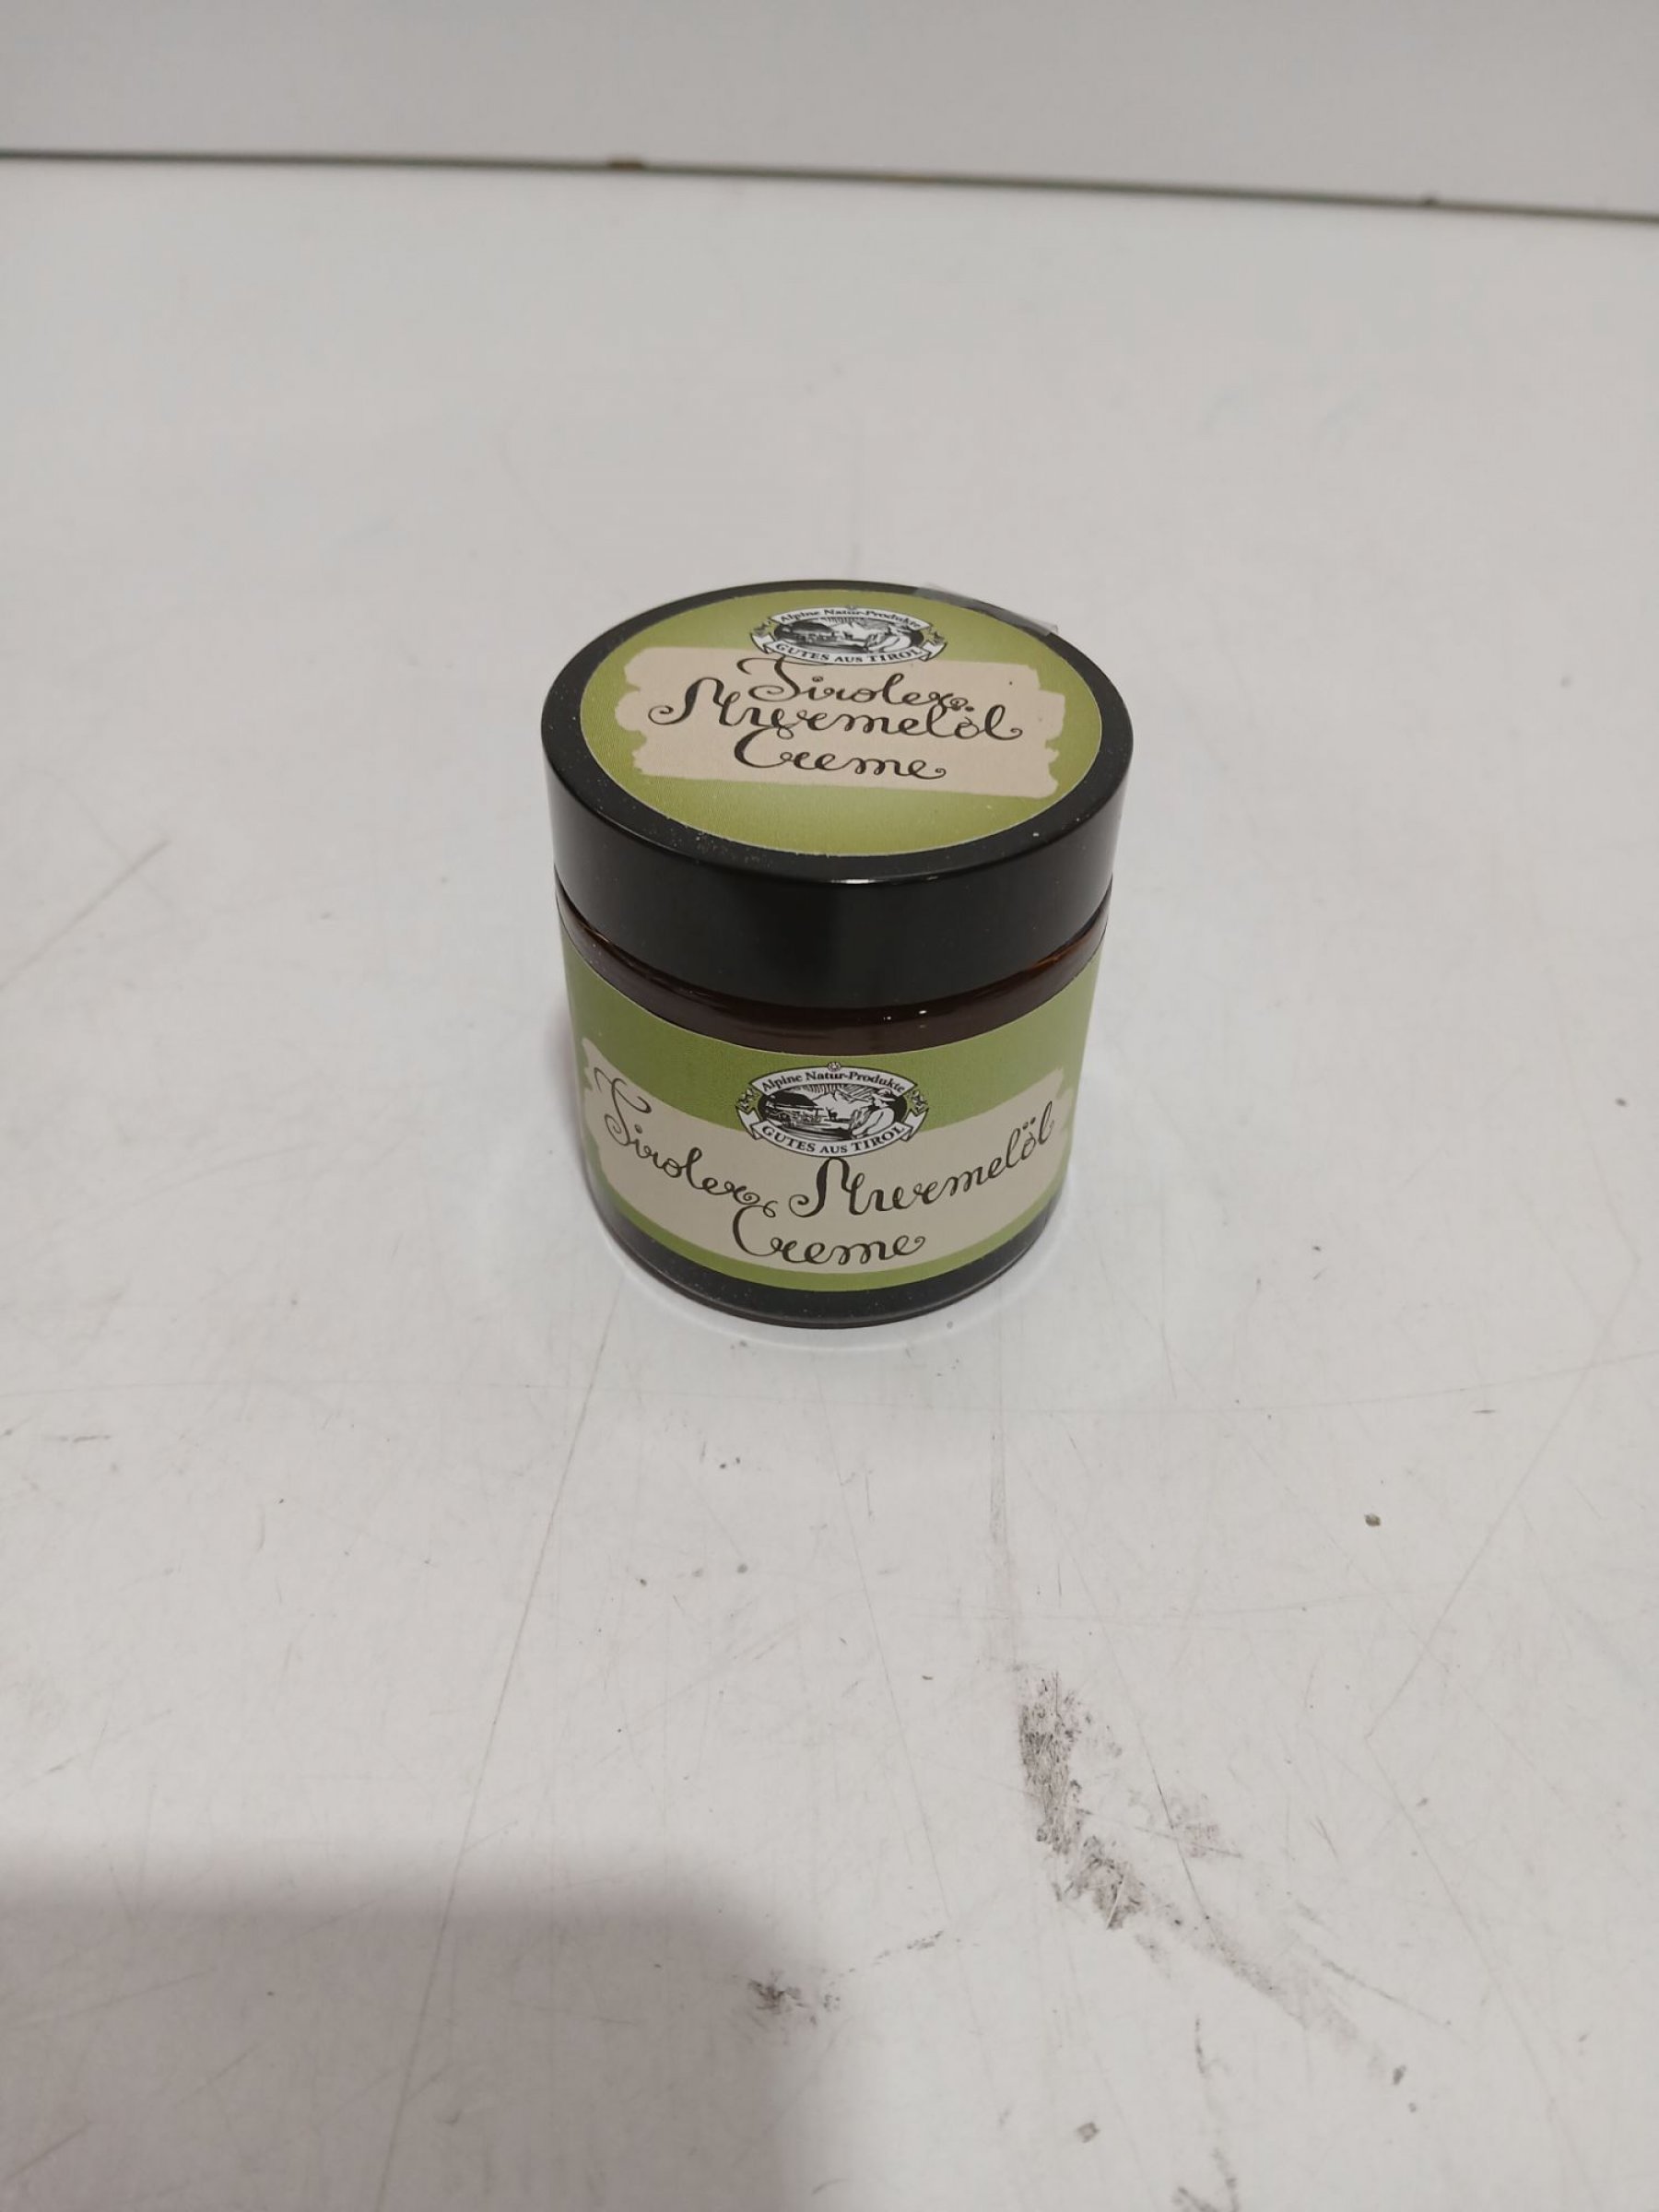 Alpine Natur-Produkte
GUTES AUS TIROL
Tiroler
Murmelöl
Creme
Alpine Natur-Produkte
GUTES AUS TIROL
Tiroler Murmelöl
Creme